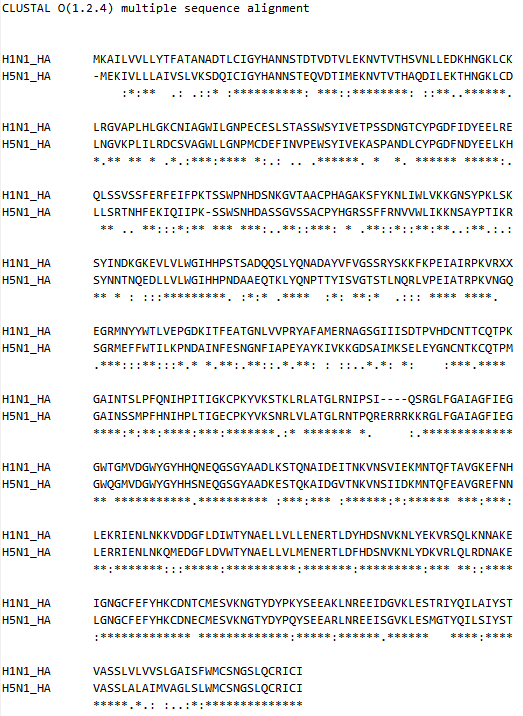 CLUSTAL O(1.2.4) multiple sequence alignment
H1N1_HA MKAILVVLLYTFATANADTLCIGYHANNSTDTVDTVLEKNVTVTHSVNLLEDKHNGKLCK
H5N1_HA -MEKIVLLLAIVSLVKSDQICIGYHANNSTEQVDTIMEKNVTVTHAQDILEKTHNGKLCD
:*:** .: .::* :********** ***::********: ::**..******.
H1N1_HA LRGVAPLHLGKCNIAGWILGNPECESLSTASSWSYIVETPSSDNGTCYPGDFIDYEELRE
H5N1_HA LNGVKPLILRDCSVAGWLLGNPMCDEFINVPEWSYIVEKASPANDLCYPGDFNDYEELKH
*.** ** * .*.:***:**** *:.: .. .******. * *. ****** *****:.
H1N1_HA QLSSVSSFERFEIFPKTSSWPNHDSNKGVTAACPHAGAKSFYKNLIWLVKKGNSYPKLSK
H5N1_HA LLSRTNHFEKIQIIPK-SSWSNHDASSGVSSACPYHGRSSFFRNVVWLIKKNSAYPTIKR
** .. **:::*:** *** ***:..**::***: * .**::*::**:**..:**.:.:
H1N1_HA SYINDKGKEVLVLWGIHHPSTSADQQSLYQNADAYVFVGSSRYSKKFKPEIAIRPKVRXX
H5N1_HA SYNNTNQEDLLVLWGIHHPNDAAEQTKLYQNPTTYISVGTSTLNQRLVPEIATRPKVNGQ
** * : :::*********. :*:* .**** :*: **:* .::: **** ****.
H1N1_HA EGRMNYYWTLVEPGDKITFEATGNLVVPRYAFAMERNAGSGIIISDTPVHDCNTTCQTPK
H5N1_HA SGRMEFFWTILKPNDAINFESNGNFIAPEYAYKIVKKGDSAIMKSELEYGNCNTKCQTPM
.***:::**:::*.* *.**:.**::.*.**: : ::..*.*: *: :***.****
H1N1_HA GAINTSLPFQNIHPITIGKCPKYVKSTKLRLATGLRNIPSI----QSRGLFGAIAGFIEG
H5N1_HA GAINSSMPFHNIHPLTIGECPKYVKSNRLVLATGLRNTPQRERRRKKRGLFGAIAGFIEG
****:*:**:****:***:*******.:* ******* *. :.*************
H1N1_HA GWTGMVDGWYGYHHQNEQGSGYAADLKSTQNAIDEITNKVNSVIEKMNTQFTAVGKEFNH
H5N1_HA GWQGMVDGWYGYHHSNEQGSGYAADKESTQKAIDGVTNKVNSIIDKMNTQFEAVGREFNN
** ***********.********** :***:*** :******:*:****** ***:***:
H1N1_HA LEKRIENLNKKVDDGFLDIWTYNAELLVLLENERTLDYHDSNVKNLYEKVRSQLKNNAKE
H5N1_HA LERRIENLNKQMEDGFLDVWTYNAELLVLMENERTLDFHDSNVKNLYDKVRLQLRDNAKE
**:*******:::*****:**********:*******:*********:*** **::****
H1N1_HA IGNGCFEFYHKCDNTCMESVKNGTYDYPKYSEEAKLNREEIDGVKLESTRIYQILAIYST
H5N1_HA LGNGCFEFYHKCDNECMESVKNGTYDYPQYSEEARLNREEISGVKLESMGTYQILSIYST
:************* *************:*****:******.****** ****:****
H1N1_HA VASSLVLVVSLGAISFWMCSNGSLQCRICI
H5N1_HA VASSLALAIMVAGLSLWMCSNGSLQCRICI
*****.*.: :..:*:**************